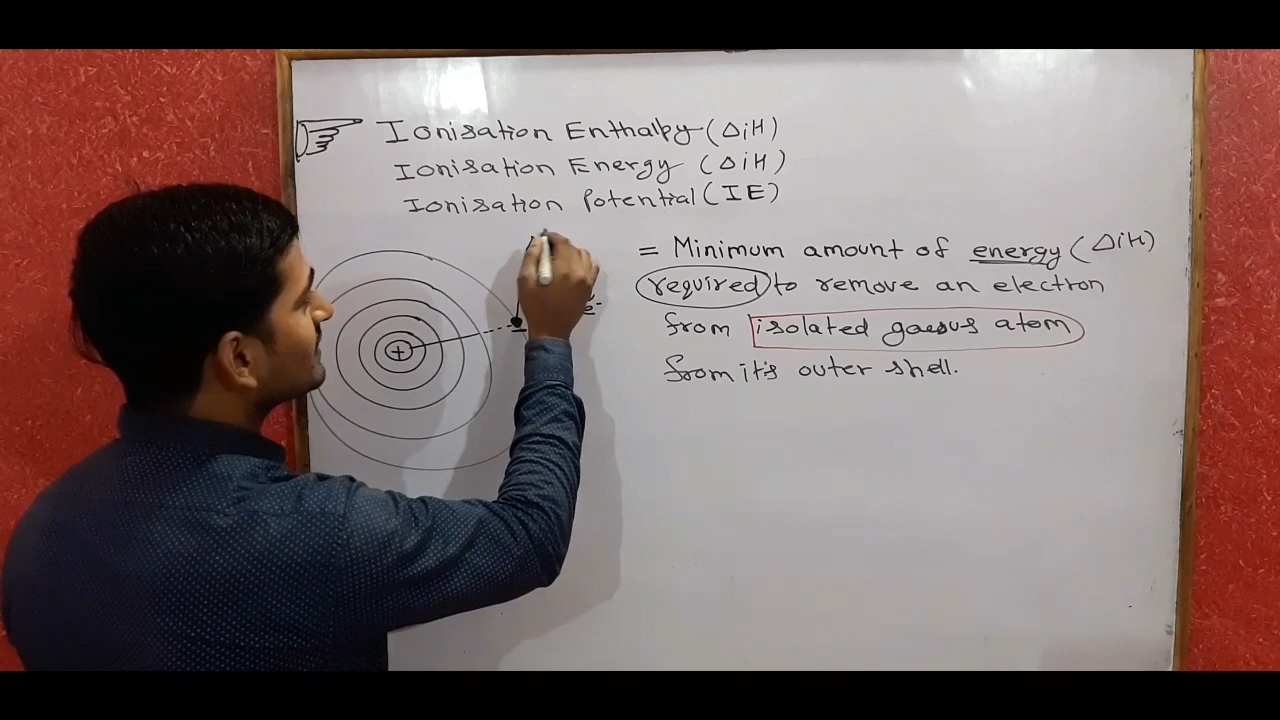 Ionisation Enthalpy (ΔiH)
Ionisation Energy (ΔiH)
Ionisation Potential (IE)
= Minimum amount of energy (ΔiH)
required to remove an electron
from isolated gaesus atom
from it's outer shell.
+
e-